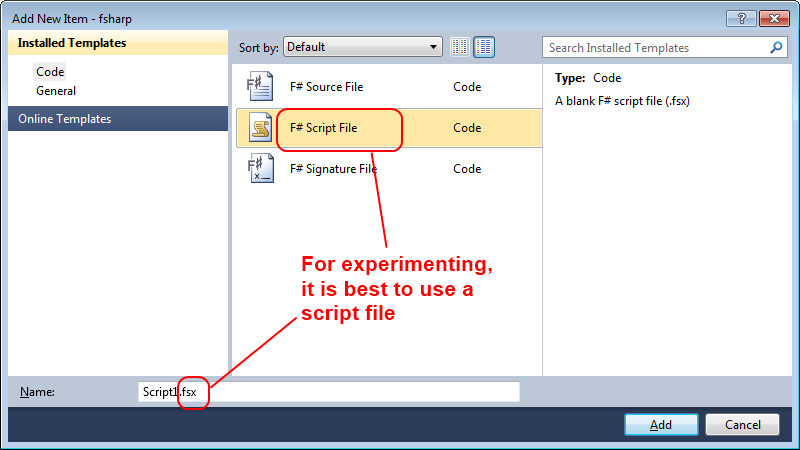 Add New Item - fsharp
Installed Templates
Code
General
Online Templates
Sort by: Default
Search Installed Templates
F# Source File Code
F# Script File Code
F# Signature File Code
Type: Code
A blank F# script file (.fsx)
For experimenting,
it is best to use a
script file
Name: Script1.fsx
Add Cancel